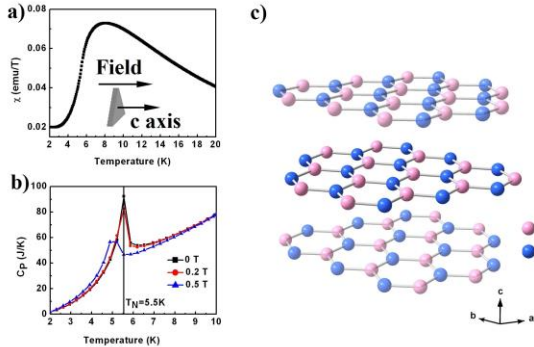 a)
0.08
0.06
0.04
0.02
χ (emu/T)
Field
c axis
2 4 6 8 10 12 14 16 18 20
Temperature (K)
b)
100
80
60
40
20
0
Cp (J/K)
0 T
0.2 T
0.5 T
TN=5.5K
2 3 4 5 6 7 8 9 10
Temperature (K)
c)
c
b
a